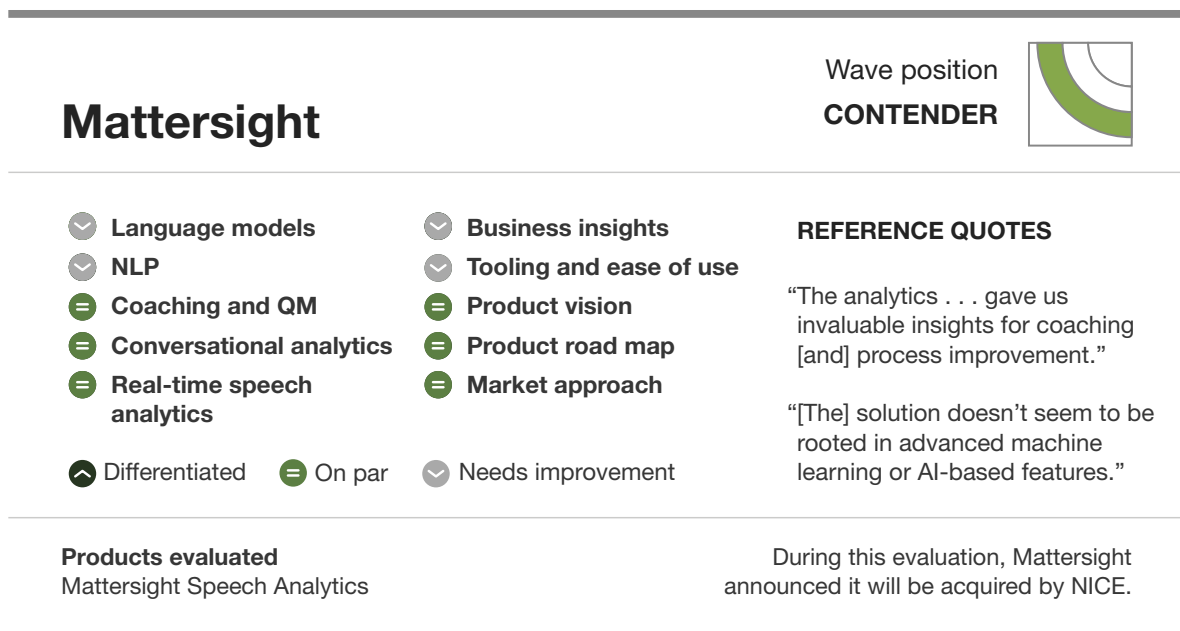 Wave position
CONTENDER
Mattersight
Language models
NLP
Coaching and QM
Conversational analytics
Real-time speech
analytics
Business insights
Tooling and ease of use
Product vision
Product road map
Market approach
Differentiated
On par
Needs improvement
REFERENCE QUOTES
“The analytics . . . gave us
invaluable insights for coaching
[and] process improvement.”
“[The] solution doesn’t seem to be
rooted in advanced machine
learning or AI-based features.”
Products evaluated
Mattersight Speech Analytics
During this evaluation, Mattersight
announced it will be acquired by NICE.